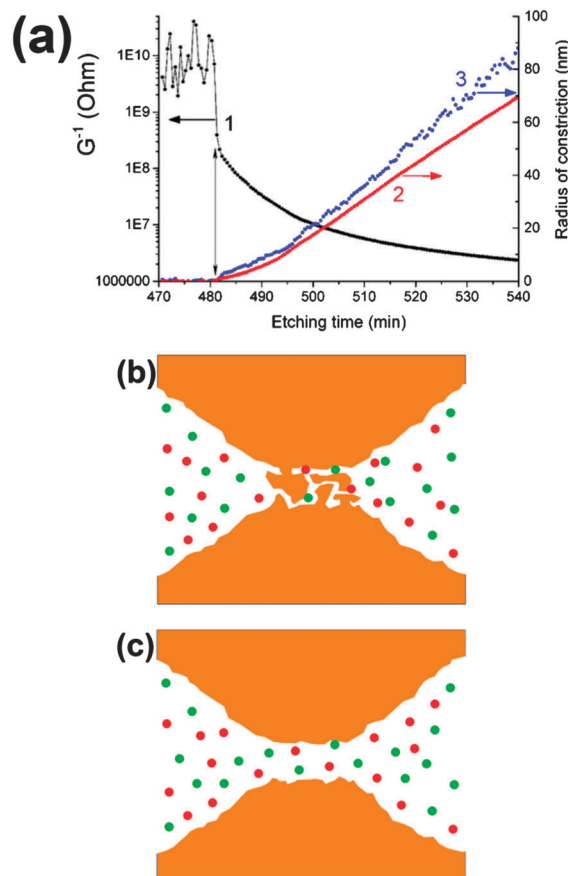 (a)
G⁻¹ (Ohm)
1E10
1E9
1E8
1E7
1000000
1
2
3
100
80
60
40
20
0
Radius of constriction (nm)
470 480 490 500 510 520 530 540
Etching time (min)
(b)
(c)